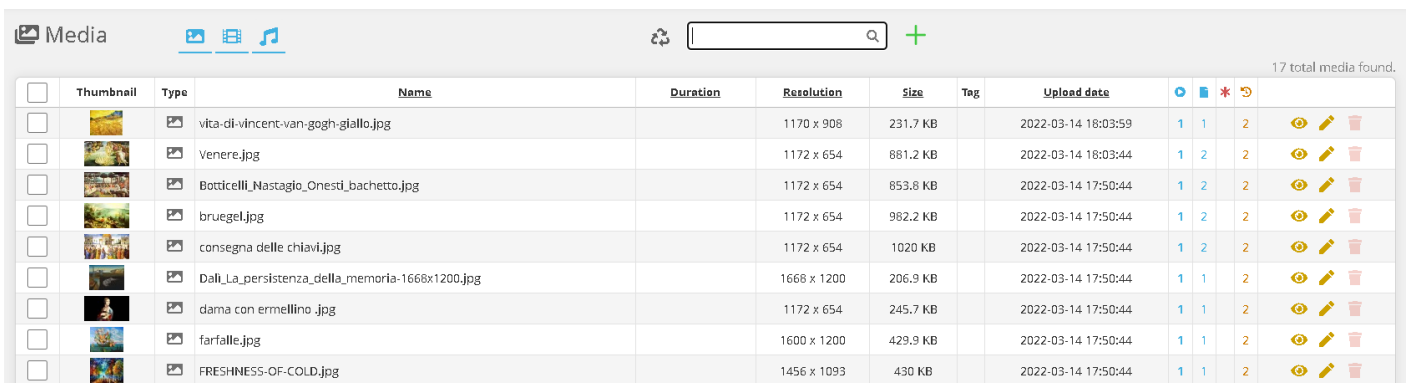 Media
17 total media found.
Thumbnail Type Name Duration Resolution Size Tag Upload date
vita-di-vincent-van-gogh-giallo.jpg 1170 x 908 231.7 KB 2022-03-14 18:03:59 1 1 2
Venere.jpg 1172 x 654 881.2 KB 2022-03-14 18:03:44 1 2 2
Botticelli_Nastagio_Onesti_bachetto.jpg 1172 x 654 853.8 KB 2022-03-14 17:50:44 1 2 2
bruegel.jpg 1172 x 654 982.2 KB 2022-03-14 17:50:44 1 2 2
consegna delle chiavi.jpg 1172 x 654 1020 KB 2022-03-14 17:50:44 1 2 2
Dalì_La_persistenza_della_memoria-1668x1200.jpg 1668 x 1200 206.9 KB 2022-03-14 17:50:44 1 1 2
dama con ermellino .jpg 1172 x 654 245.7 KB 2022-03-14 17:50:44 1 1 2
farfalle.jpg 1600 x 1200 429.9 KB 2022-03-14 17:50:44 1 1 2
FRESHNESS-OF-COLD.jpg 1456 x 1093 430 KB 2022-03-14 17:50:44 1 1 2